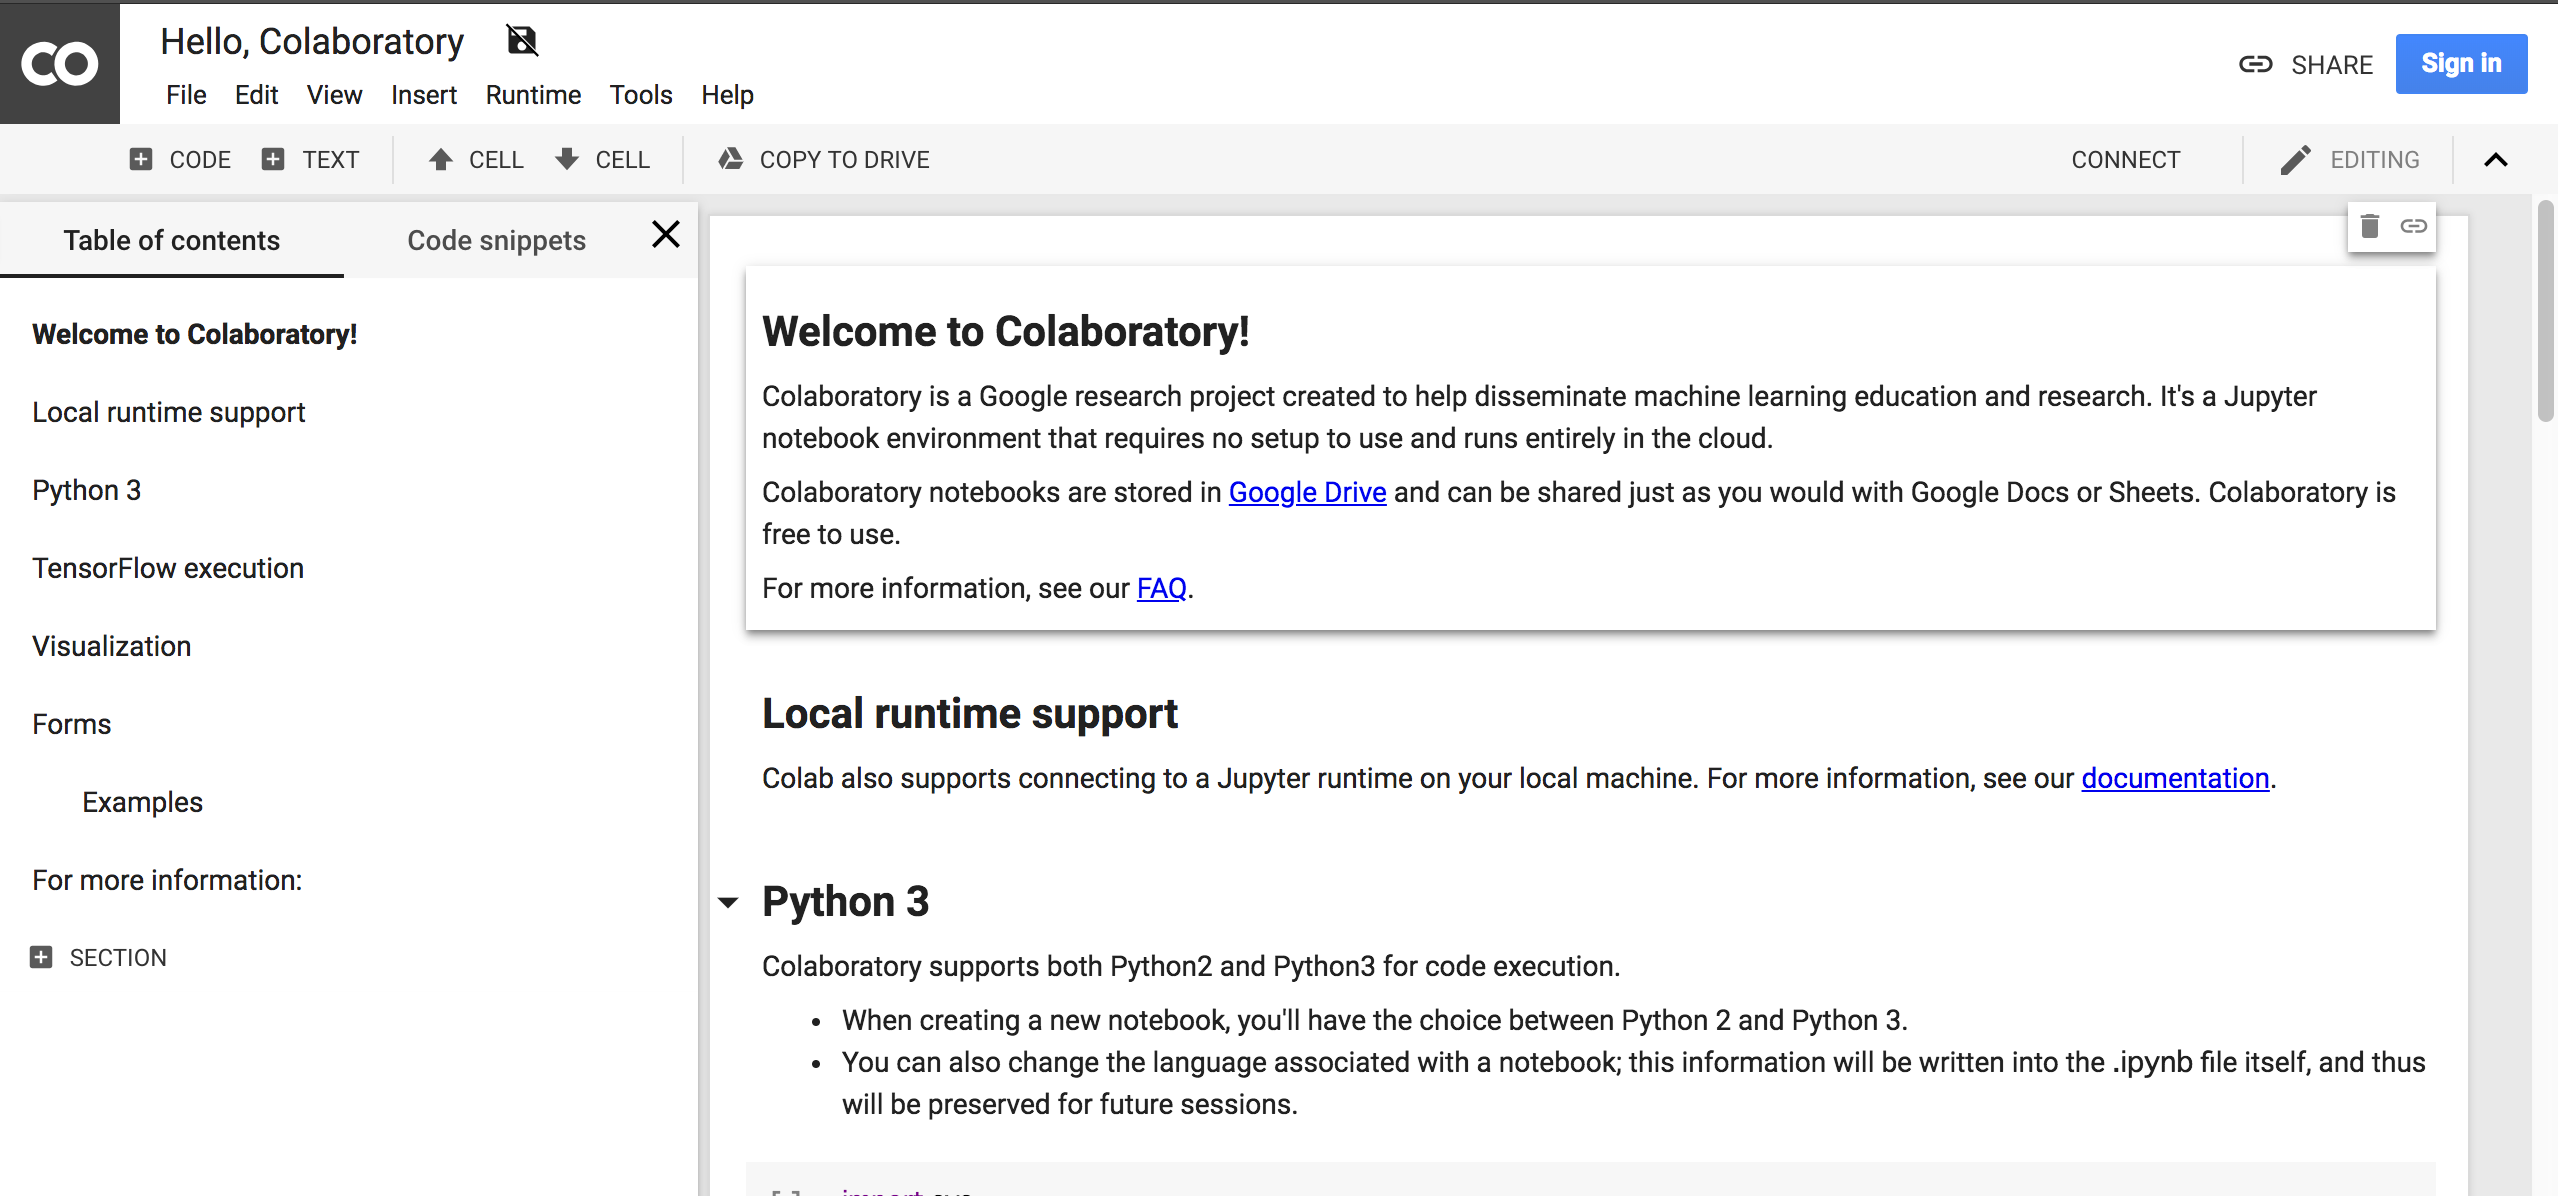 CO
Hello, Colaboratory
File Edit View Insert Runtime Tools Help
SHARE
Sign in
CODE TEXT CELL CELL COPY TO DRIVE
CONNECT EDITING
Table of contents Code snippets
Welcome to Colaboratory!
Local runtime support
Python 3
TensorFlow execution
Visualization
Forms
Examples
For more information:
SECTION
Welcome to Colaboratory!
Colaboratory is a Google research project created to help disseminate machine learning education and research. It's a Jupyter
notebook environment that requires no setup to use and runs entirely in the cloud.
Colaboratory notebooks are stored in Google Drive and can be shared just as you would with Google Docs or Sheets. Colaboratory is
free to use.
For more information, see our FAQ.
Local runtime support
Colab also supports connecting to a Jupyter runtime on your local machine. For more information, see our documentation.
Python 3
Colaboratory supports both Python2 and Python3 for code execution.
• When creating a new notebook, you'll have the choice between Python 2 and Python 3.
• You can also change the language associated with a notebook; this information will be written into the .ipynb file itself, and thus
will be preserved for future sessions.